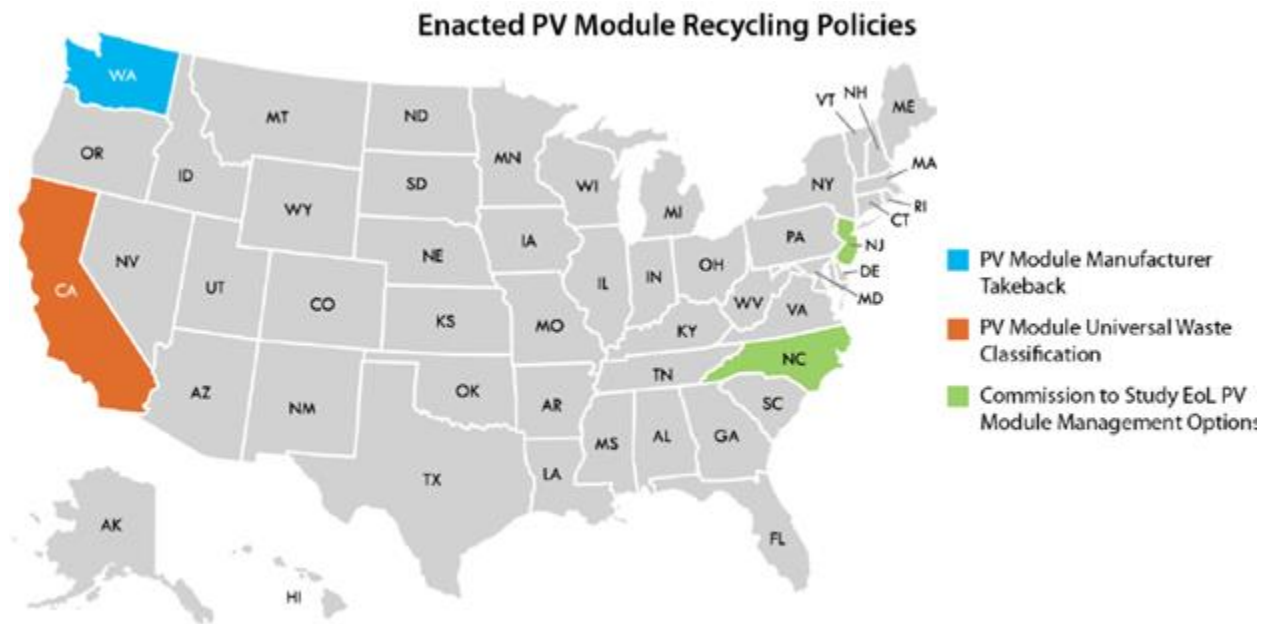 Enacted PV Module Recycling Policies
WA
MT
ND
MN
VT
NH
ME
OR
ID
SD
WI
NY
MA
WY
MI
RI
CT
NV
NE
IA
PA
NJ
OH
DE
IL
IN
MD
CA
UT
CO
WV
VA
KS
MO
KY
NC
TN
AZ
NM
OK
AR
SC
MS
AL
GA
TX
LA
FL
AK
HI
PV Module Manufacturer
Takeback
PV Module Universal Waste
Classification
Commission to Study EoL PV
Module Management Options